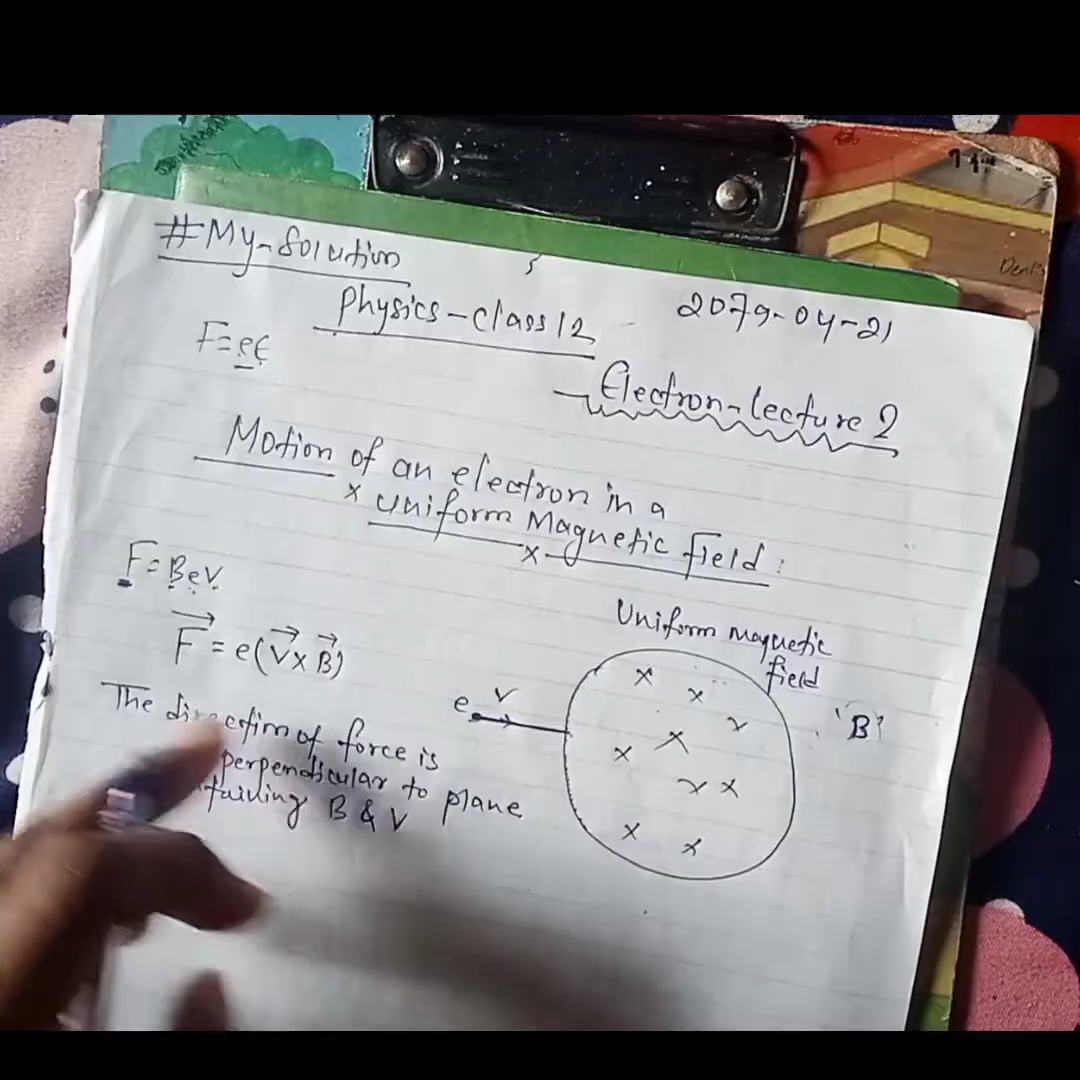 #My-Solution
Physics-class 12
2079-04-21
F=eE
Electron-lecture 2
Motion of an electron in a
x uniform Magnetic field:
x
F=BeV
F = e(V x B)
Uniform magnetic
field
'B'
e V
The direction of force is
perpendicular to plane
B & V